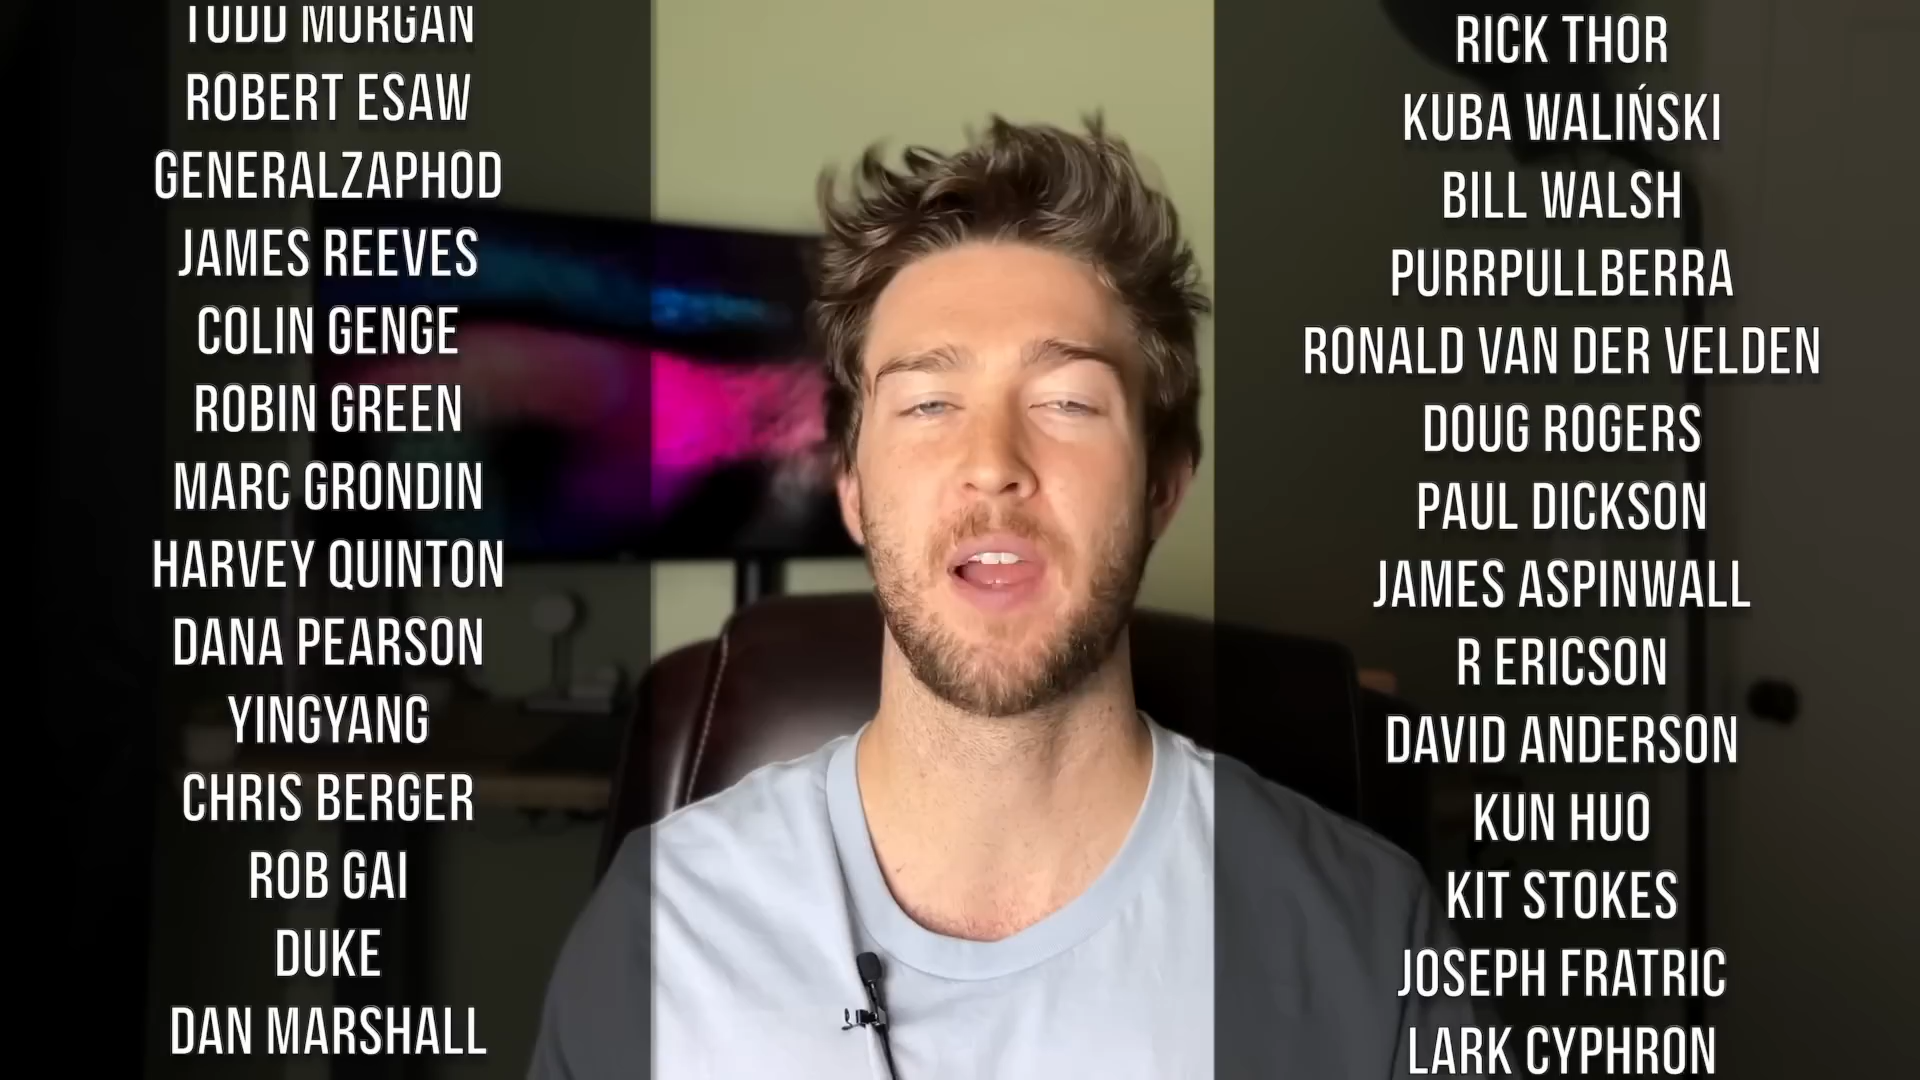 TODD MORGAN
ROBERT ESAW
GENERALZAPHOD
JAMES REEVES
COLIN GENGE
ROBIN GREEN
MARC GRONDIN
HARVEY QUINTON
DANA PEARSON
YINGYANG
CHRIS BERGER
ROB GAI
DUKE
DAN MARSHALL
RICK THOR
KUBA WALIŃSKI
BILL WALSH
PURRPULLBERRA
RONALD VAN DER VELDEN
DOUG ROGERS
PAUL DICKSON
JAMES ASPINWALL
R ERICSON
DAVID ANDERSON
KUN HUO
KIT STOKES
JOSEPH FRATRIC
LARK CYPHRON